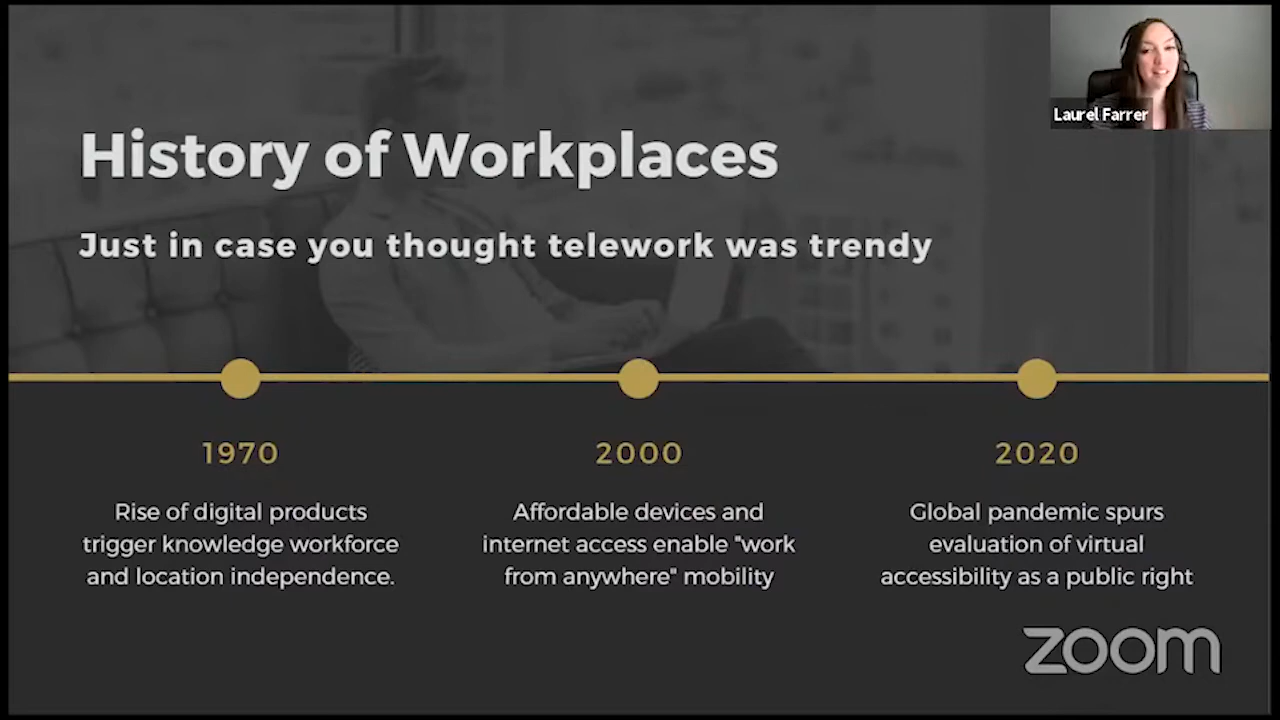 Laurel Farrer
History of Workplaces
Just in case you thought telework was trendy
1970
Rise of digital products
trigger knowledge workforce
and location independence.
2000
Affordable devices and
internet access enable "work
from anywhere" mobility
2020
Global pandemic spurs
evaluation of virtual
accessibility as a public right
zoom